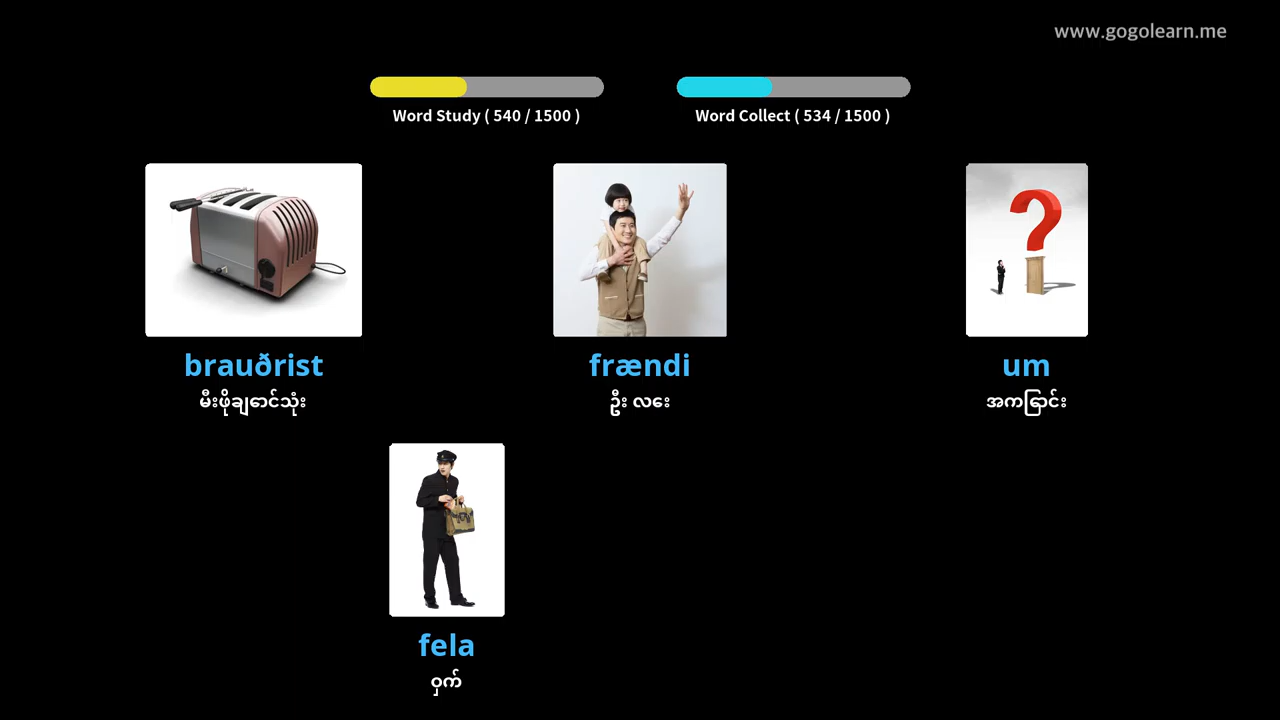 www.gogolearn.me
Word Study ( 540 / 1500 )
Word Collect ( 534 / 1500 )
brauðrist
frændi
um
မီးဖိုချောင်သုံး
ဦး လေး
အကြောင်း
fela
ဝှက်